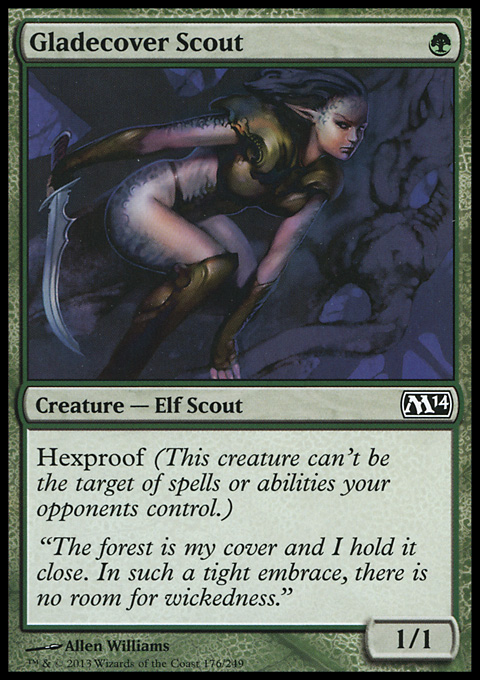 Gladecover Scout
Creature — Elf Scout
M14
Hexproof (This creature can't be
the target of spells or abilities your
opponents control.)
“The forest is my cover and I hold it
close. In such a tight embrace, there is
no room for wickedness.”
1/1
Allen Williams
™ & © 2013 Wizards of the Coast 176/249